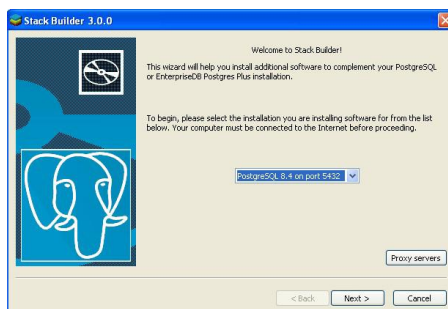 Stack Builder 3.0.0
Welcome to Stack Builder!
This wizard will help you install additional software to complement your PostgreSQL
or EnterpriseDB Postgres Plus installation.
To begin, please select the installation you are installing software for from the list
below. Your computer must be connected to the Internet before proceeding.
PostgreSQL 8.4 on port 5432
Proxy servers
< Back
Next >
Cancel